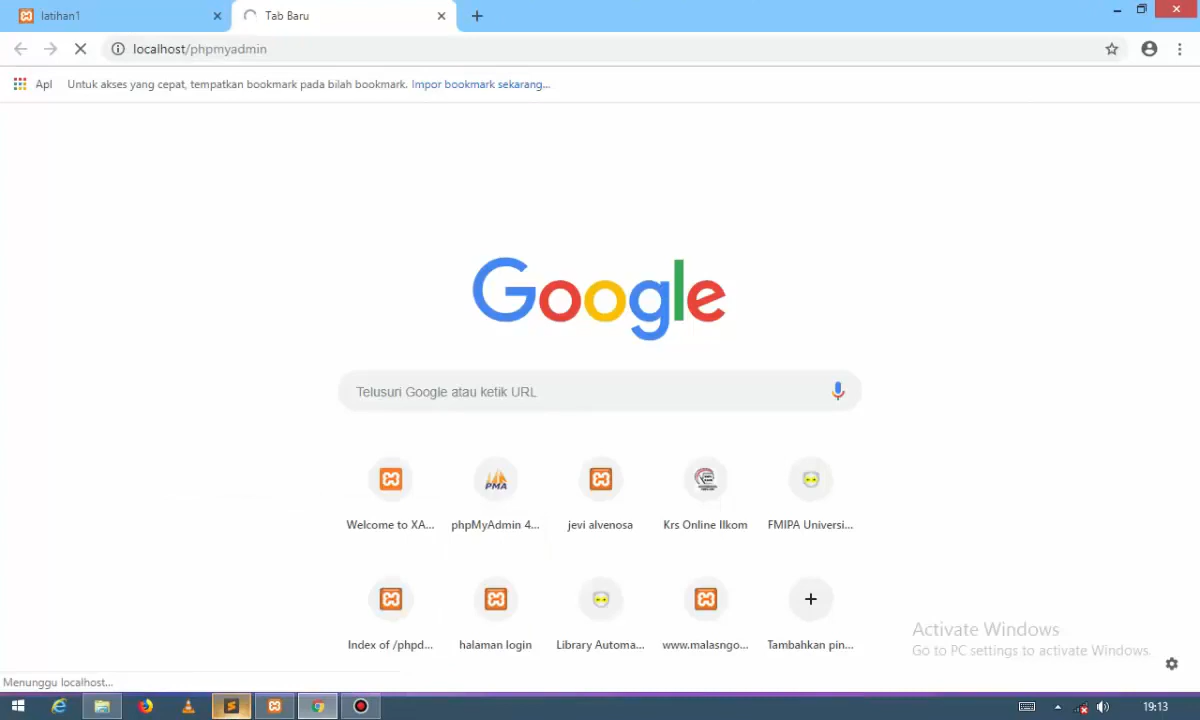 latihan1
Tab Baru
localhost/phpmyadmin
Apl
Untuk akses yang cepat, tempatkan bookmark pada bilah bookmark. Impor bookmark sekarang...
Google
Telusuri Google atau ketik URL
PMA
Welcome to XA...
phpMyAdmin 4...
jevi alvenosa
Krs Online Ilkom
FMIPA Universi...
Index of /phpd...
halaman login
Library Automa...
www.malasngo...
Tambahkan pin...
Activate Windows
Go to PC settings to activate Windows.
Menunggu localhost...
19:13